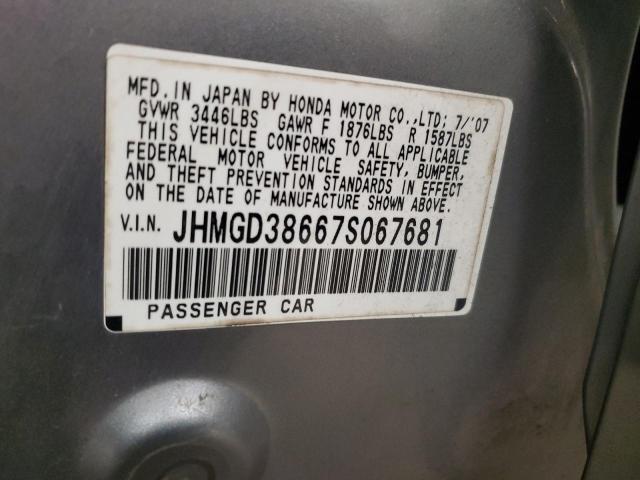 MFD. IN JAPAN BY HONDA MOTOR CO.,LTD; 7/'07
GVWR 3446LBS GAWR F 1876LBS R 1587LBS
THIS VEHICLE CONFORMS TO ALL APPLICABLE
FEDERAL MOTOR VEHICLE SAFETY, BUMPER,
AND THEFT PREVENTION STANDARDS IN EFFECT
ON THE DATE OF MANUFACTURE SHOWN ABOVE.
V.I.N. JHMGD38667S067681
PASSENGER CAR